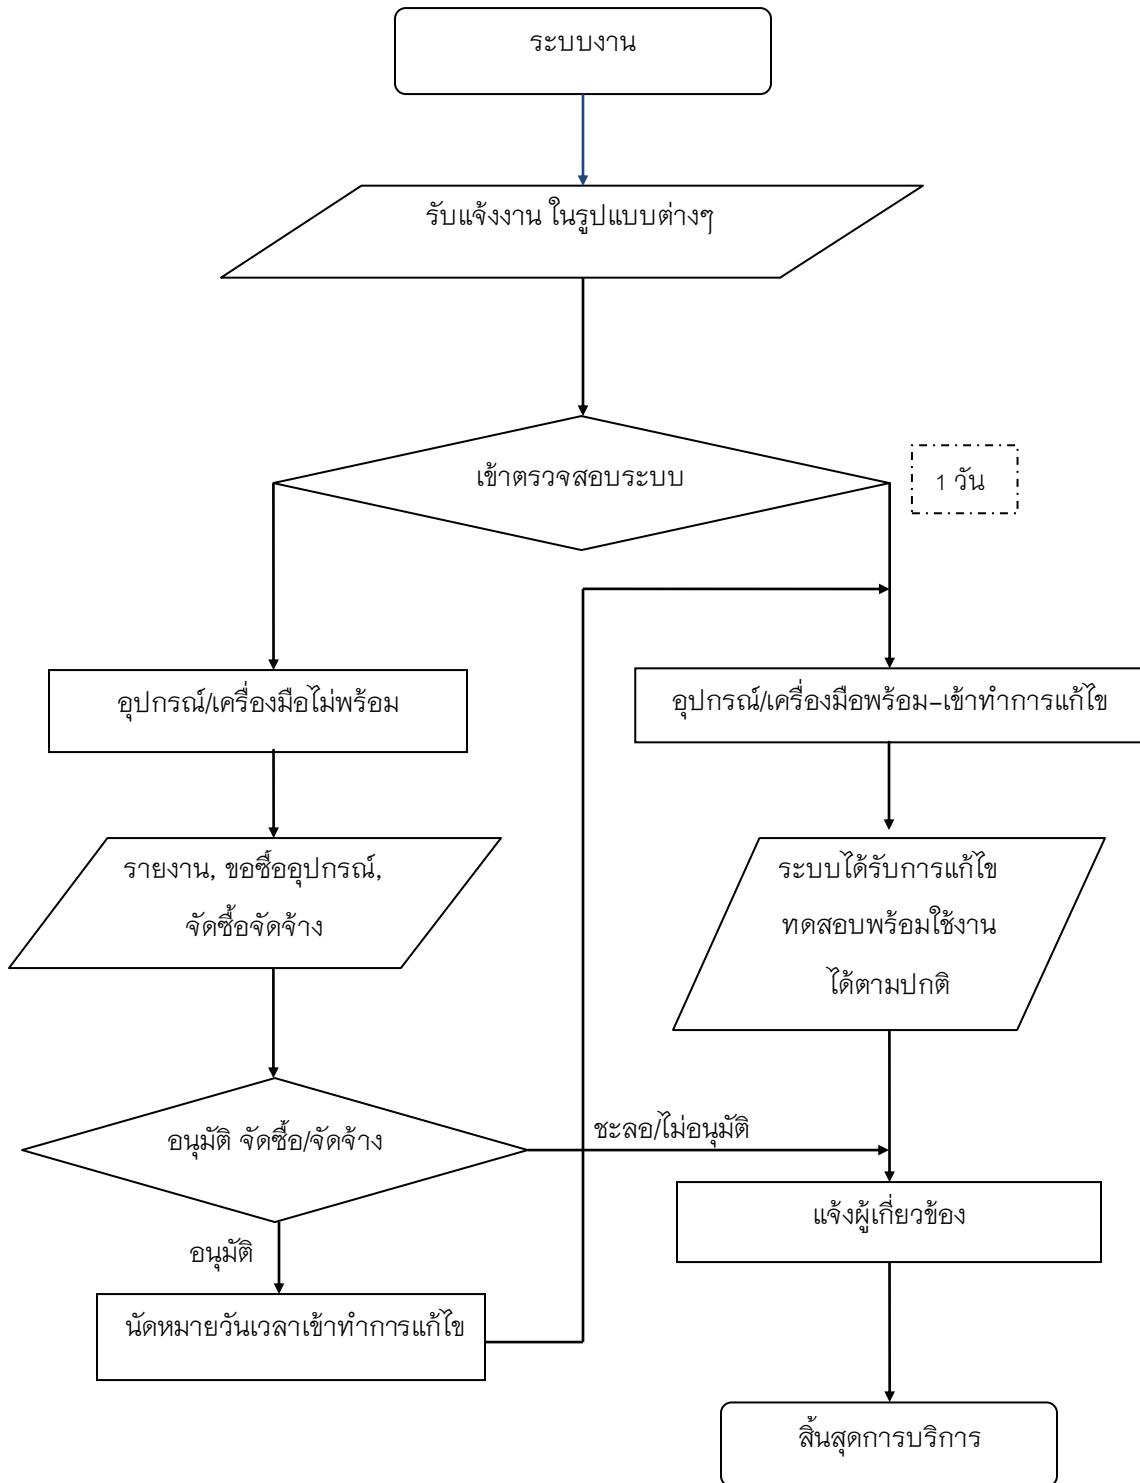 ระบบงาน
รับแจ้งงาน ในรูปแบบต่างๆ
เข้าตรวจสอบระบบ
1 วัน
อุปกรณ์/เครื่องมือไม่พร้อม
อุปกรณ์/เครื่องมือพร้อม-เข้าทำการแก้ไข
รายงาน, ขอซื้ออุปกรณ์,
จัดซื้อจัดจ้าง
ระบบได้รับการแก้ไข
ทดสอบพร้อมใช้งาน
ได้ตามปกติ
อนุมัติ จัดซื้อ/จัดจ้าง
ชะลอ/ไม่อนุมัติ
แจ้งผู้เกี่ยวข้อง
อนุมัติ
นัดหมายวันเวลาเข้าทำการแก้ไข
สิ้นสุดการบริการ